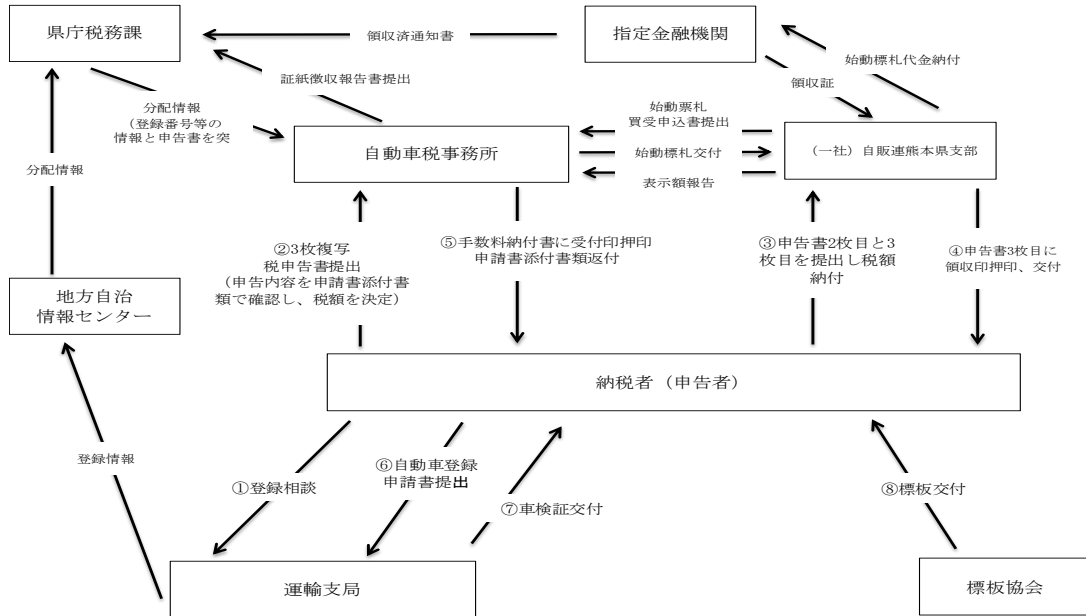 県庁税務課
領収済通知書
指定金融機関
始動標札代金納付
領収証
証紙徴収報告書提出
分配情報
（登録番号等の
情報と申告書を突
始動票札
買受申込書提出
自動車税事務所
始動標札交付
（一社）自販連熊本県支部
表示額報告
分配情報
②3枚複写
税申告書提出
（申告内容を申請書添付書
類で確認し、税額を決定）
⑤手数料納付書に受付印押印
申請書添付書類返付
③申告書2枚目と3
枚目を提出し税額
納付
④申告書3枚目に
領収印押印、交付
地方自治
情報センター
納税者（申告者）
登録情報
①登録相談
⑥自動車登録
申請書提出
⑦車検証交付
⑧標板交付
運輸支局
標板協会